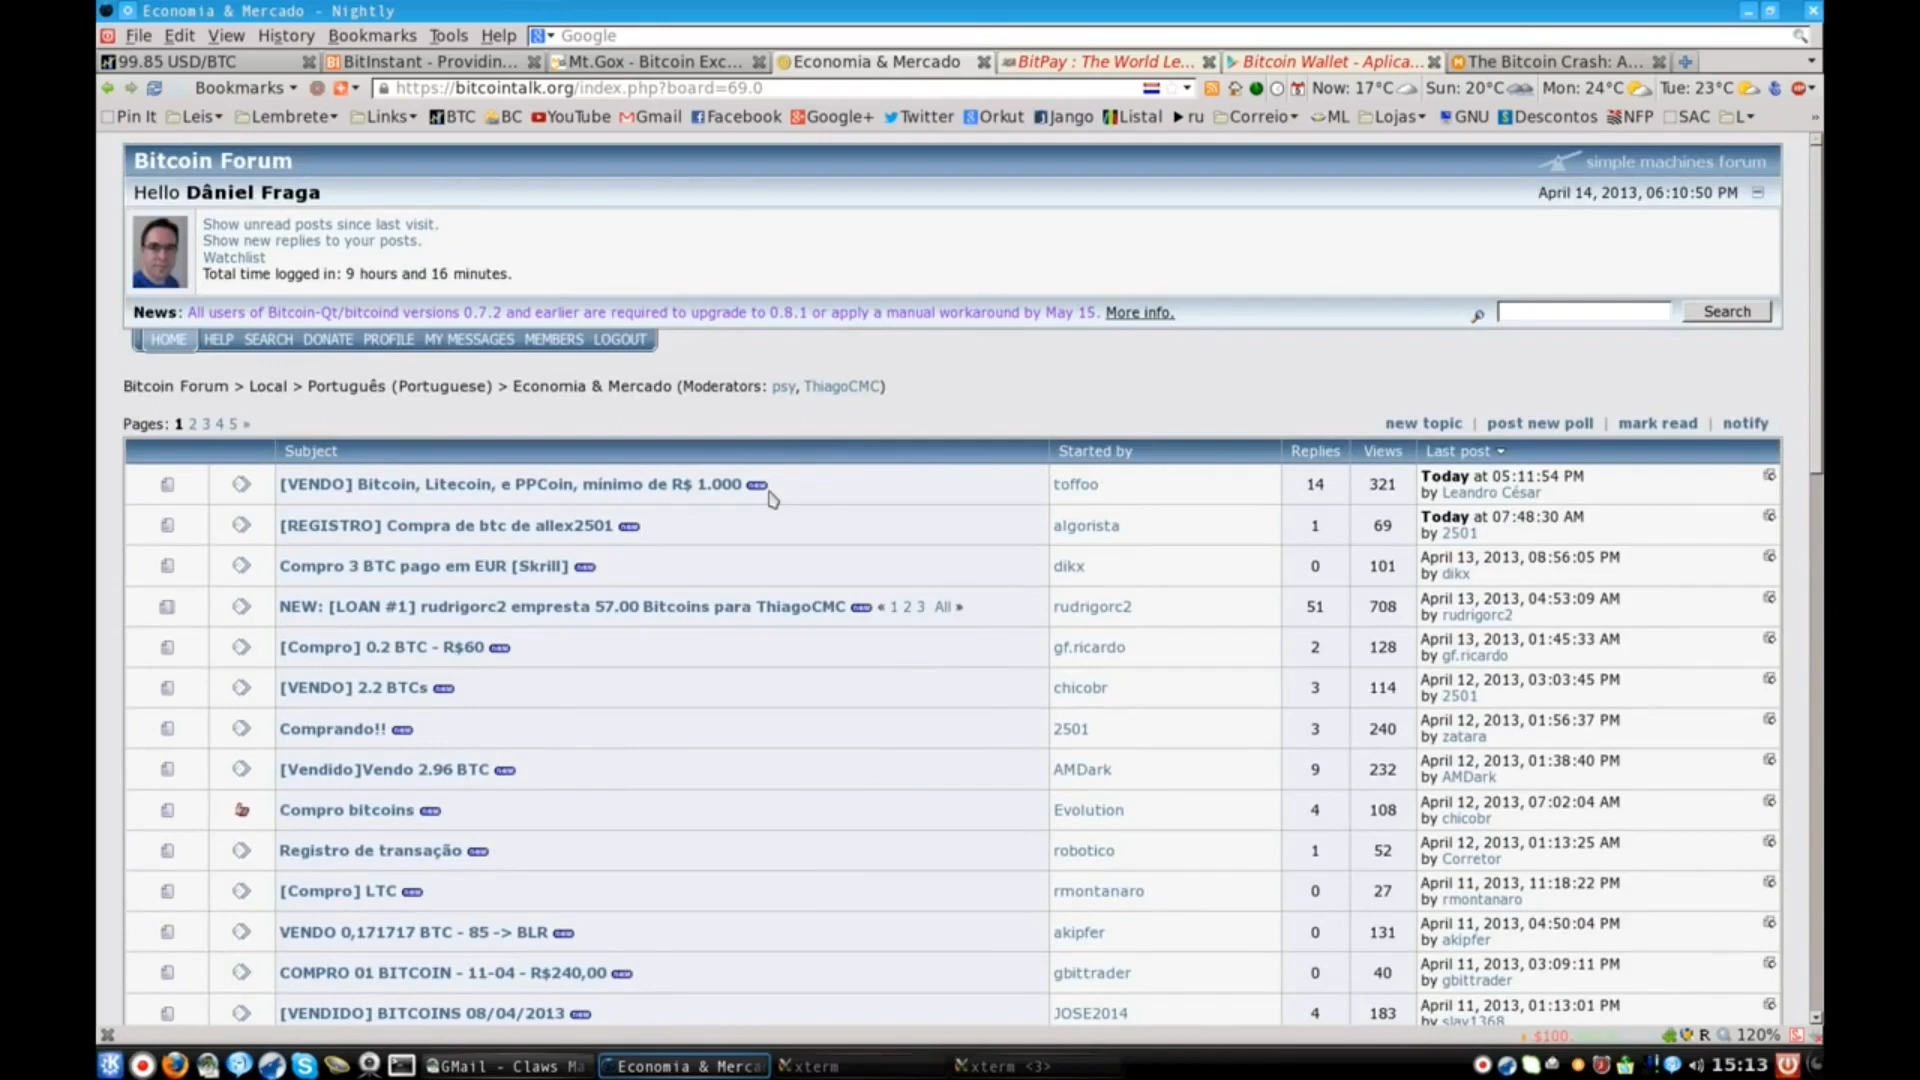 Economia & Mercado - Nightly
File Edit View History Bookmarks Tools Help Google
99.85 USD/BTC BitInstant - Providin... Mt.Gox - Bitcoin Exc... Economia & Mercado BitPay : The World Le... Bitcoin Wallet - Aplica... The Bitcoin Crash: A...
Bookmarks https://bitcointalk.org/index.php?board=69.0 Now: 17°C Sun: 20°C Mon: 24°C Tue: 23°C
Pin It Leis Lembrete Links BTC BC YouTube Gmail Facebook Google+ Twitter Orkut Jango Listal ru Correio ML Lojas GNU Descontos NFP SAC L
Bitcoin Forum simple machines forum
Hello Dâniel Fraga April 14, 2013, 06:10:50 PM
Show unread posts since last visit.
Show new replies to your posts.
Watchlist
Total time logged in: 9 hours and 16 minutes.
News: All users of Bitcoin-Qt/bitcoind versions 0.7.2 and earlier are required to upgrade to 0.8.1 or apply a manual workaround by May 15. More info. Search
HOME HELP SEARCH DONATE PROFILE MY MESSAGES MEMBERS LOGOUT
Bitcoin Forum > Local > Português (Portuguese) > Economia & Mercado (Moderators: psy, ThiagoCMC)
Pages: 1 2 3 4 5 » new topic | post new poll | mark read | notify
Subject Started by Replies Views Last post
[VENDO] Bitcoin, Litecoin, e PPCoin, mínimo de R$ 1.000 new toffoo 14 321 Today at 05:11:54 PM
by Leandro César
[REGISTRO] Compra de btc de allex2501 new algorista 1 69 Today at 07:48:30 AM
by 2501
Compro 3 BTC pago em EUR [Skrill] new dikx 0 101 April 13, 2013, 08:56:05 PM
by dikx
NEW: [LOAN #1] rudrigorc2 empresta 57.00 Bitcoins para ThiagoCMC new « 1 2 3 All » rudrigorc2 51 708 April 13, 2013, 04:53:09 AM
by rudrigorc2
[Compro] 0.2 BTC - R$60 new gf.ricardo 2 128 April 13, 2013, 01:45:33 AM
by gf.ricardo
[VENDO] 2.2 BTCs new chicobr 3 114 April 12, 2013, 03:03:45 PM
by 2501
Comprando!! new 2501 3 240 April 12, 2013, 01:56:37 PM
by zatara
[Vendido]Vendo 2.96 BTC new AMDark 9 232 April 12, 2013, 01:38:40 PM
by AMDark
Compro bitcoins new Evolution 4 108 April 12, 2013, 07:02:04 AM
by chicobr
Registro de transação new robotico 1 52 April 12, 2013, 01:13:25 AM
by Corretor
[Compro] LTC new rmontanaro 0 27 April 11, 2013, 11:18:22 PM
by rmontanaro
VENDO 0,171717 BTC - 85 -> BLR new akipfer 0 131 April 11, 2013, 04:50:04 PM
by akipfer
COMPRO 01 BITCOIN - 11-04 - R$240,00 new gbittrader 0 40 April 11, 2013, 03:09:11 PM
by gbittrader
[VENDIDO] BITCOINS 08/04/2013 new JOSE2014 4 183 April 11, 2013, 01:13:01 PM
by slay1368
$100. R 120%
GMail - Claws Ma Economia & Merca xterm xterm <3> 15:13